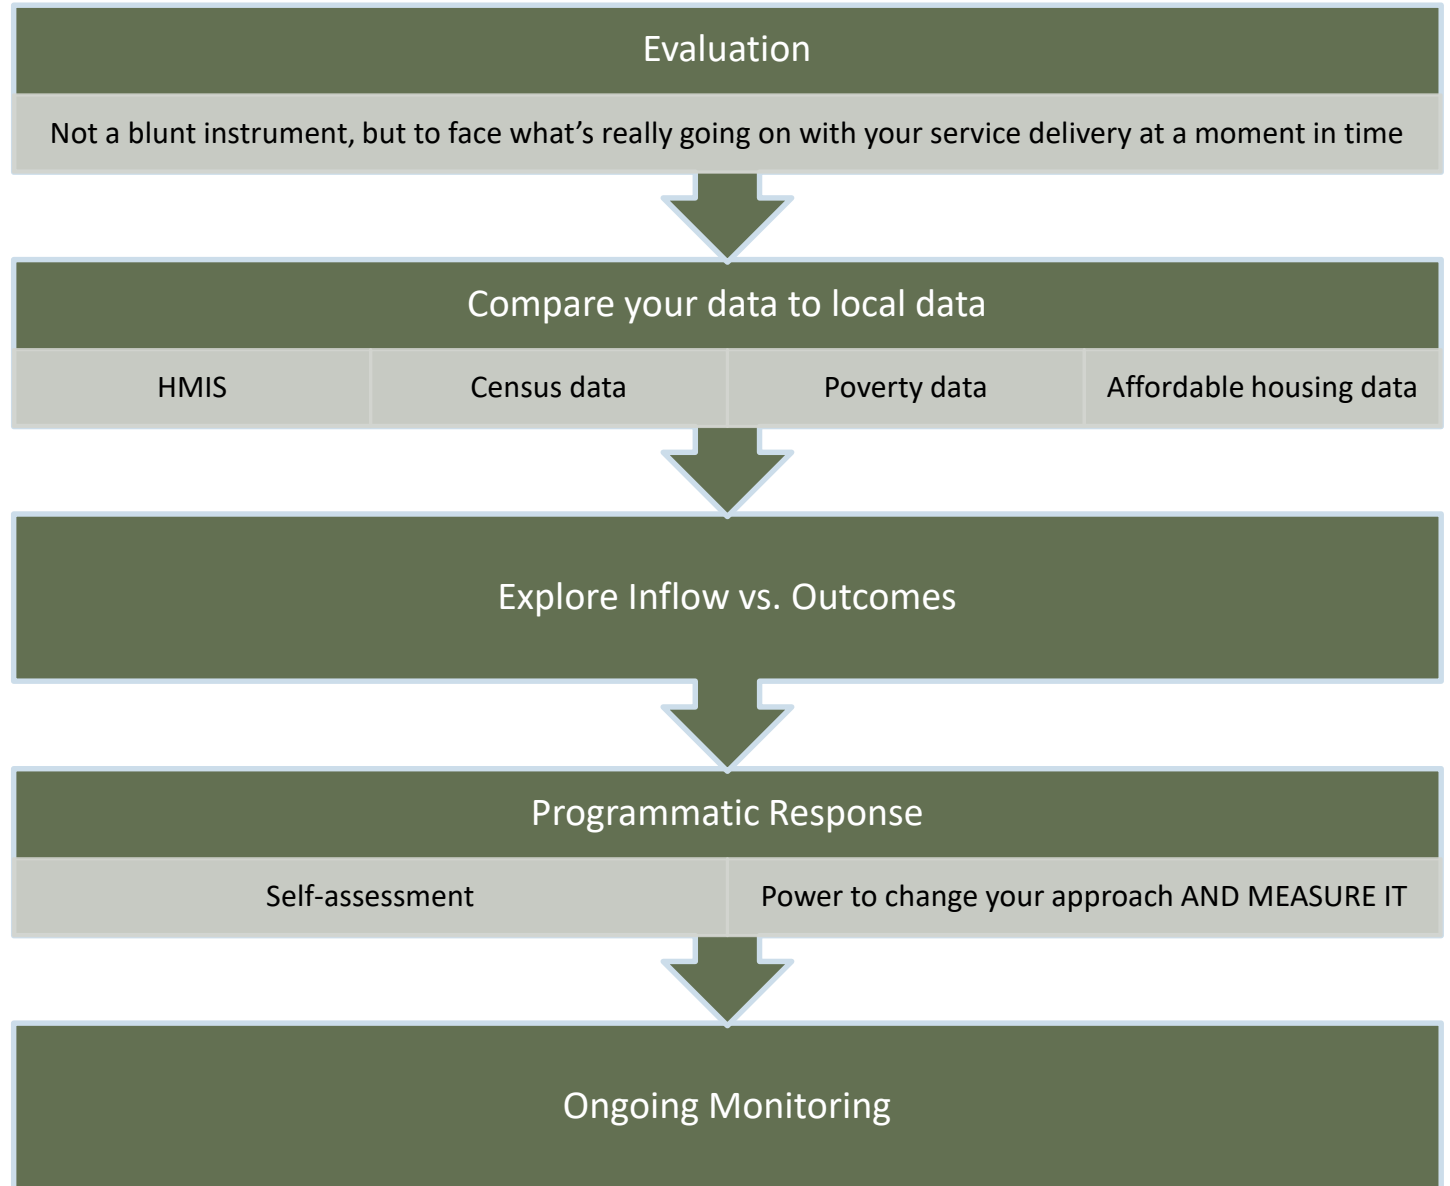 Evaluation
Not a blunt instrument, but to face what’s really going on with your service delivery at a moment in time
Compare your data to local data
HMIS
Census data
Poverty data
Affordable housing data
Explore Inflow vs. Outcomes
Programmatic Response
Self-assessment
Power to change your approach AND MEASURE IT
Ongoing Monitoring